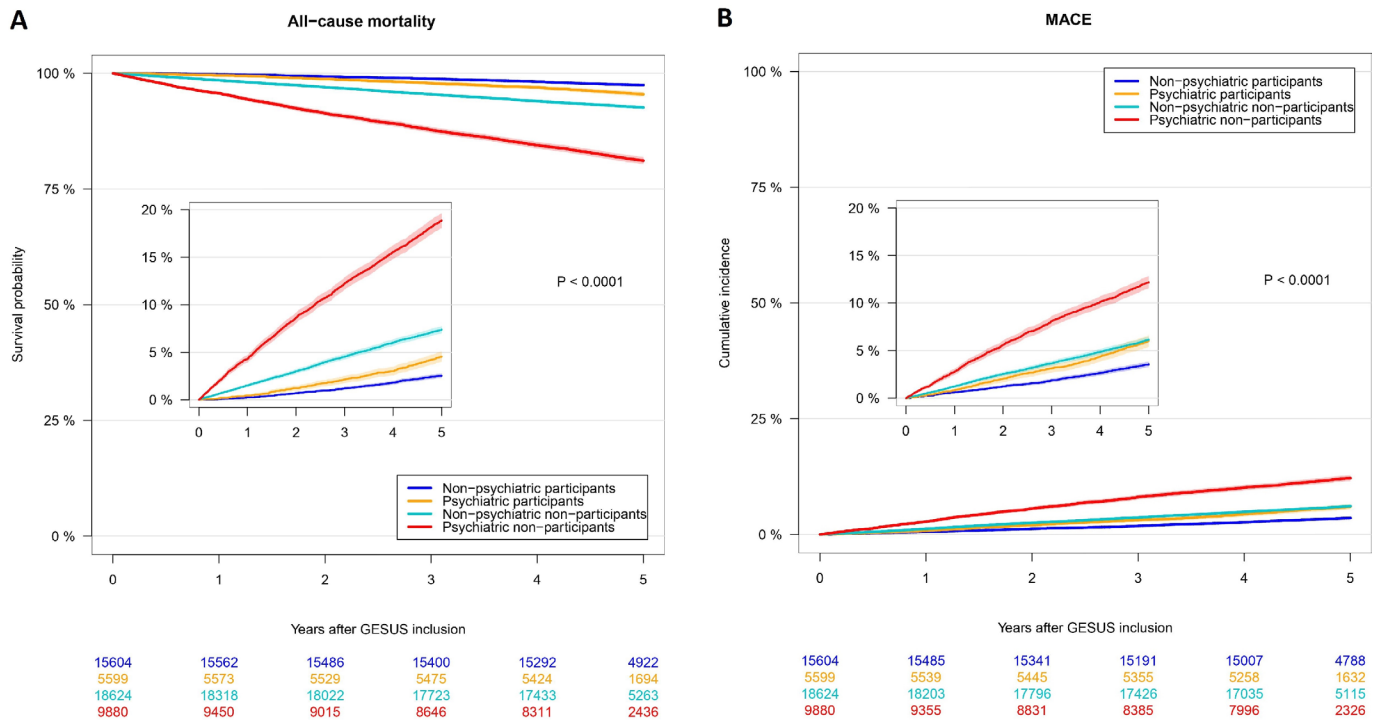 A
All-cause mortality
100 %
75 %
50 %
25 %
0 %
Survival probability
20 %
15 %
10 %
5 %
0 %
0 1 2 3 4 5
P < 0.0001
Non-psychiatric participants
Psychiatric participants
Non-psychiatric non-participants
Psychiatric non-participants
0 1 2 3 4 5
Years after GESUS inclusion
15604 15562 15486 15400 15292 4922
5599 5573 5529 5475 5424 1694
18624 18318 18022 17723 17433 5263
9880 9450 9015 8646 8311 2436
B
MACE
100 %
75 %
50 %
25 %
0 %
Cumulative incidence
Non-psychiatric participants
Psychiatric participants
Non-psychiatric non-participants
Psychiatric non-participants
20 %
15 %
10 %
5 %
0 %
0 1 2 3 4 5
P < 0.0001
0 1 2 3 4 5
Years after GESUS inclusion
15604 15485 15341 15191 15007 4788
5599 5539 5445 5355 5258 1632
18624 18203 17796 17426 17035 5115
9880 9355 8831 8385 7996 2326